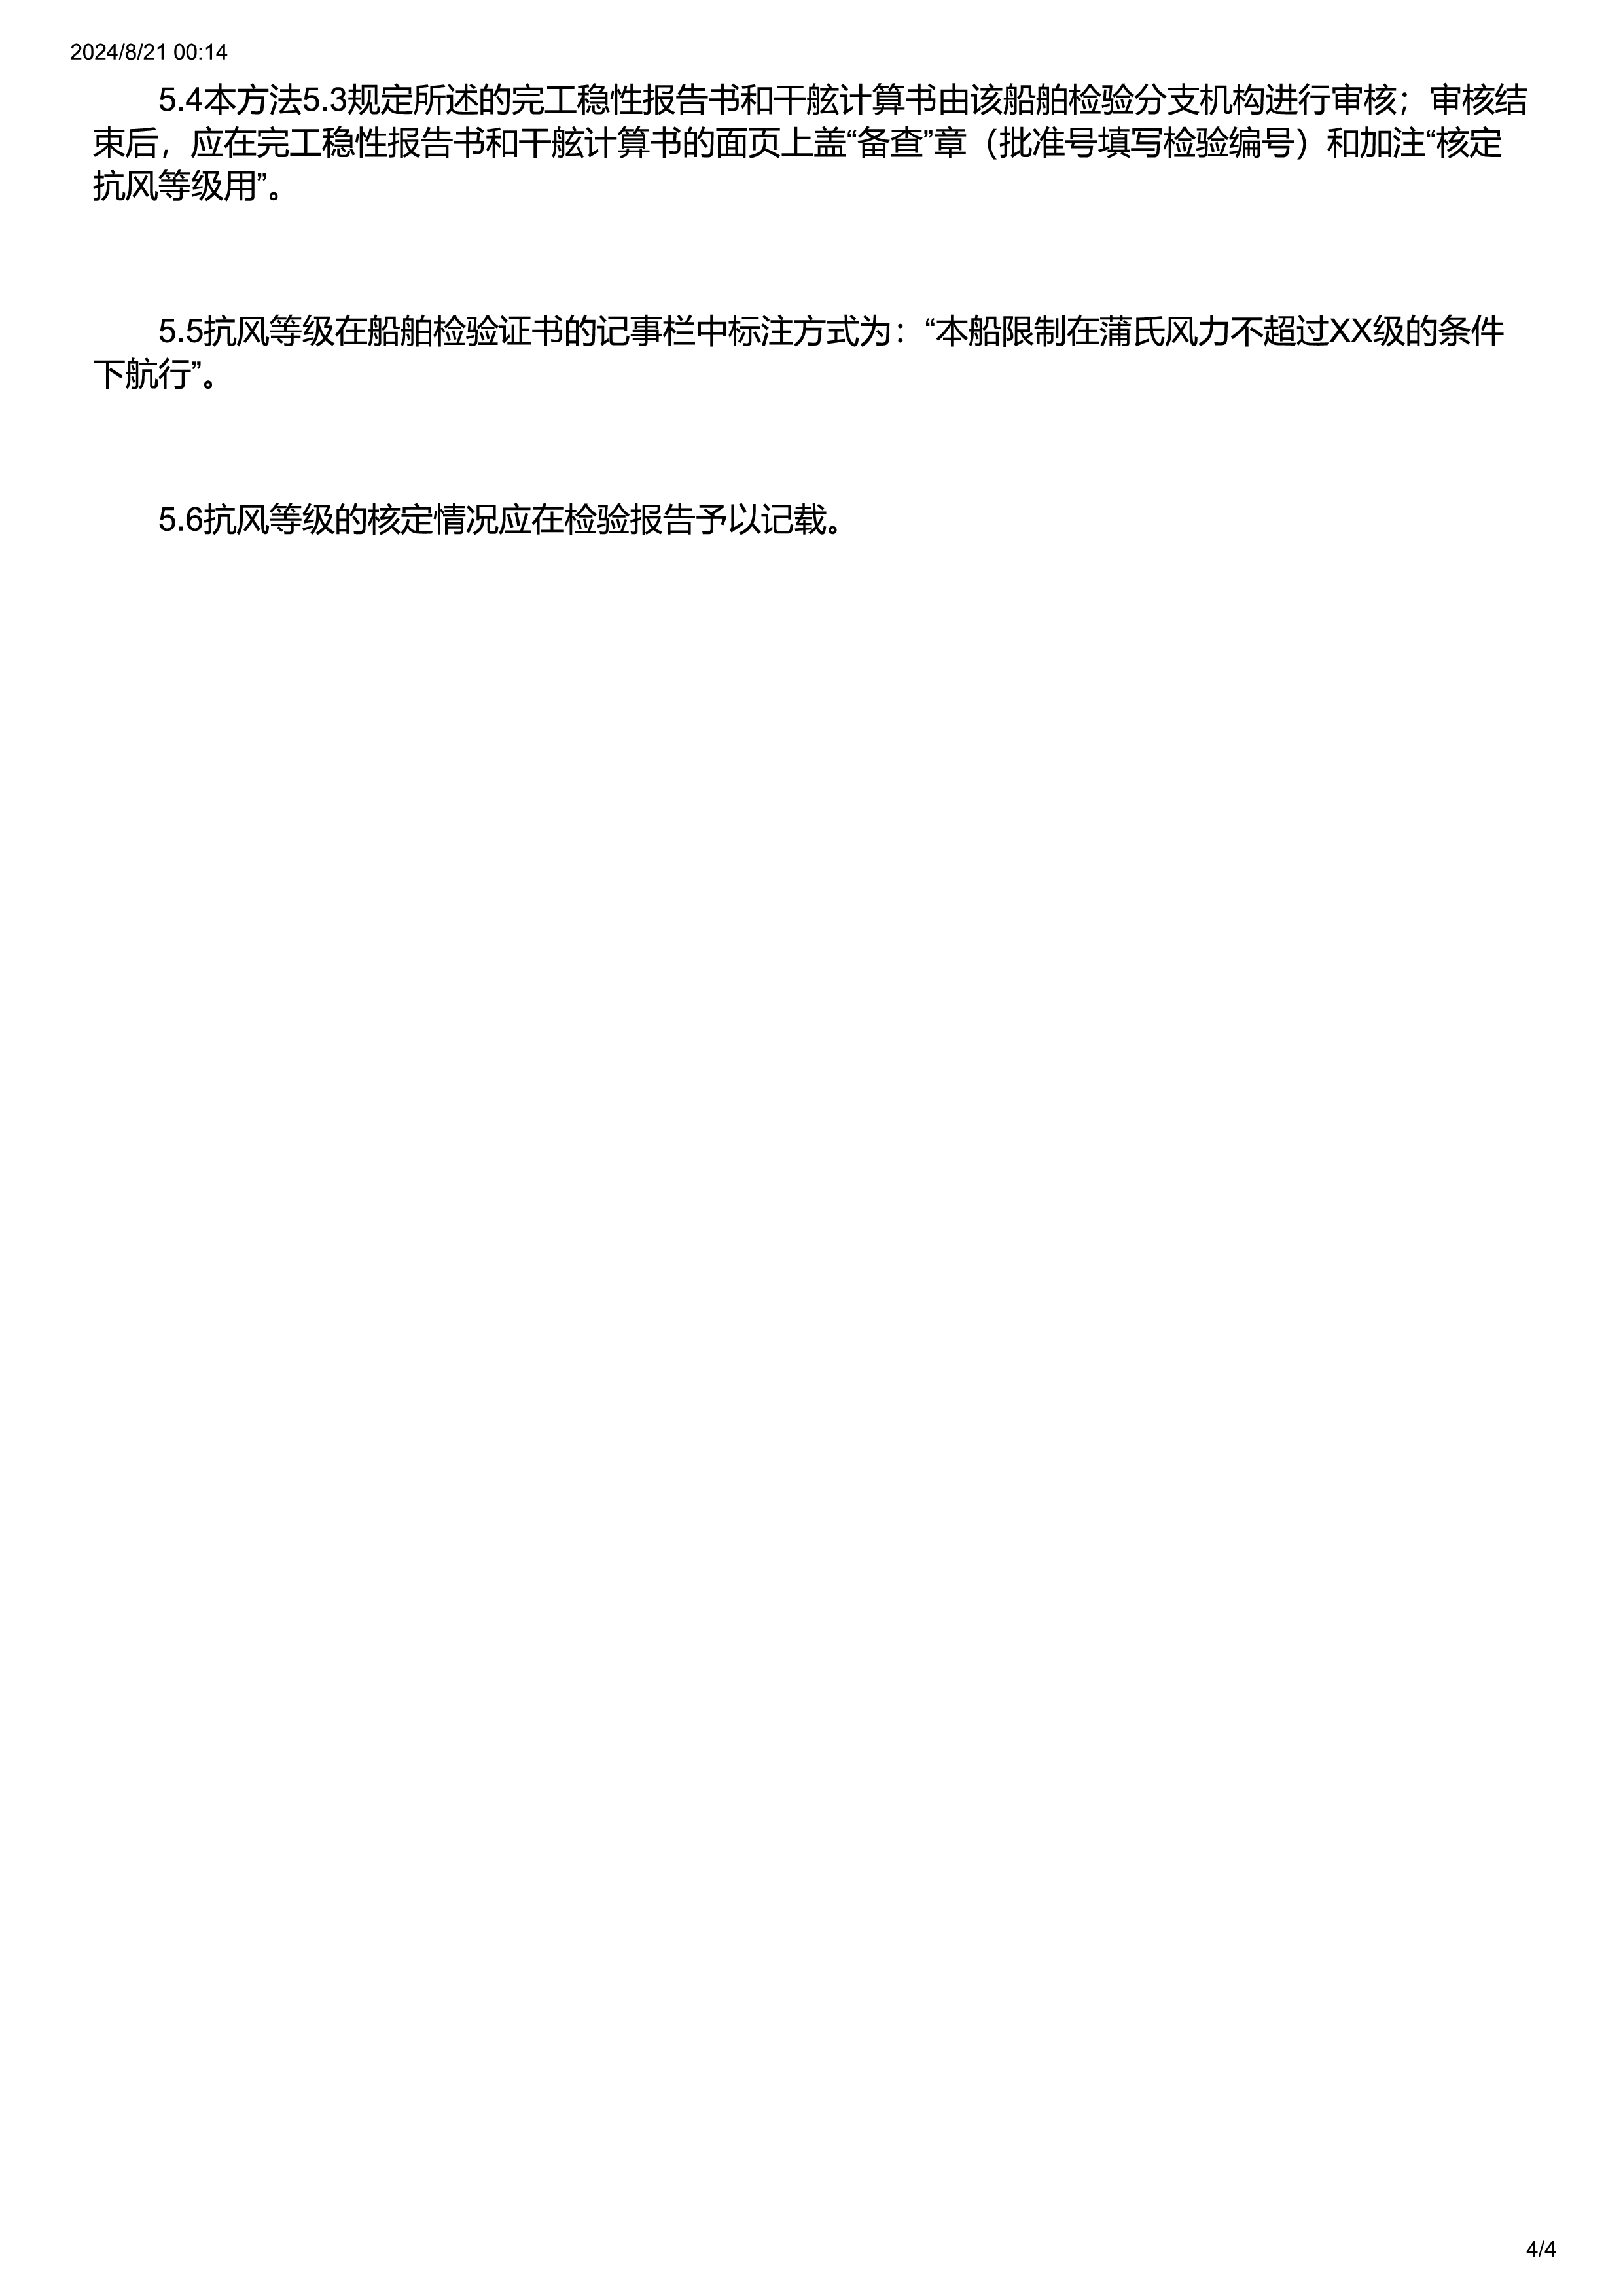 2024/8/21 00:14
5.4本方法5.3规定所述的完工稳性报告书和干舷计算书由该船舶检验分支机构进行审核；审核结
束后，应在完工稳性报告书和干舷计算书的面页上盖“备查”章（批准号填写检验编号）和加注“核定
抗风等级用”。
5.5抗风等级在船舶检验证书的记事栏中标注方式为：“本船限制在蒲氏风力不超过XX级的条件
下航行”。
5.6抗风等级的核定情况应在检验报告予以记载。
4/4